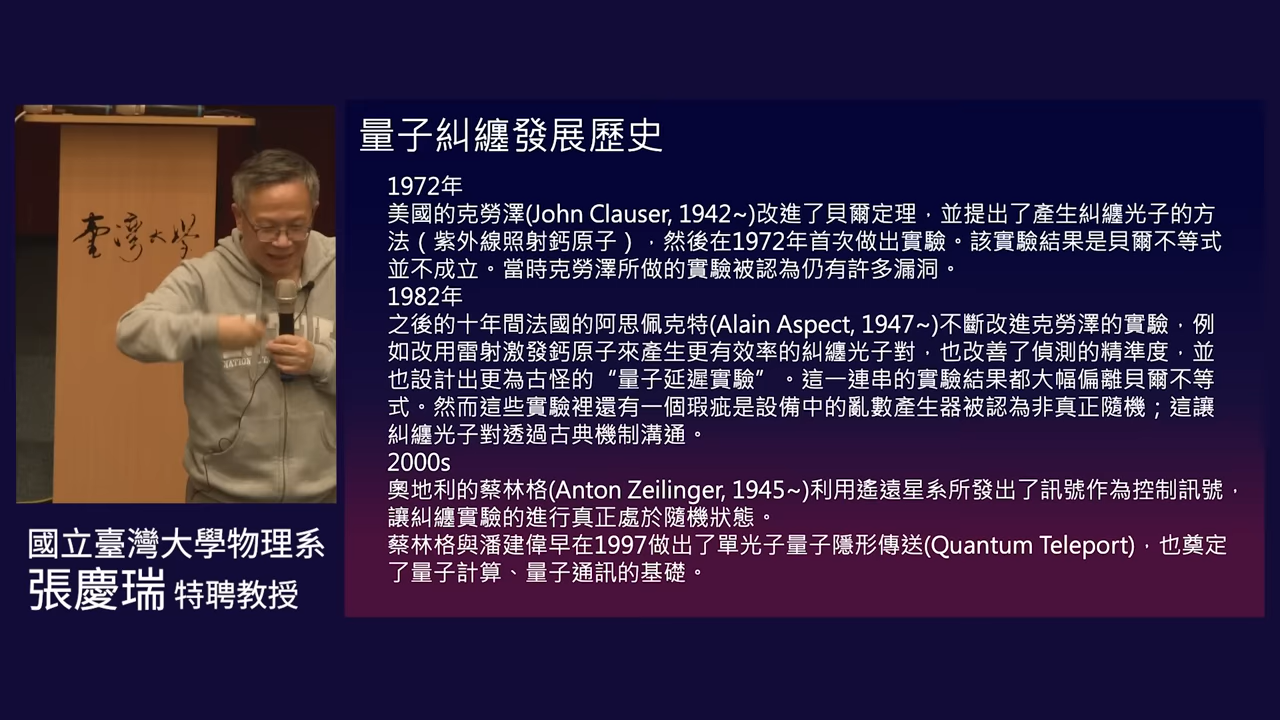 臺灣大學
NATION
國立臺灣大學物理系
張慶瑞 特聘教授
量子糾纏發展歷史
1972年
美國的克勞澤(John Clauser, 1942~)改進了貝爾定理，並提出了產生糾纏光子的方
法（紫外線照射鈣原子），然後在1972年首次做出實驗。該實驗結果是貝爾不等式
並不成立。當時克勞澤所做的實驗被認為仍有許多漏洞。
1982年
之後的十年間法國的阿思佩克特(Alain Aspect, 1947~)不斷改進克勞澤的實驗，例
如改用雷射激發鈣原子來產生更有效率的糾纏光子對，也改善了偵測的精準度，並
也設計出更為古怪的“量子延遲實驗”。這一連串的實驗結果都大幅偏離貝爾不等
式。然而這些實驗裡還有一個瑕疵是設備中的亂數產生器被認為非真正隨機；這讓
糾纏光子對透過古典機制溝通。
2000s
奧地利的蔡林格(Anton Zeilinger, 1945~)利用遙遠星系所發出了訊號作為控制訊號，
讓糾纏實驗的進行真正處於隨機狀態。
蔡林格與潘建偉早在1997做出了單光子量子隱形傳送(Quantum Teleport)，也奠定
了量子計算、量子通訊的基礎。